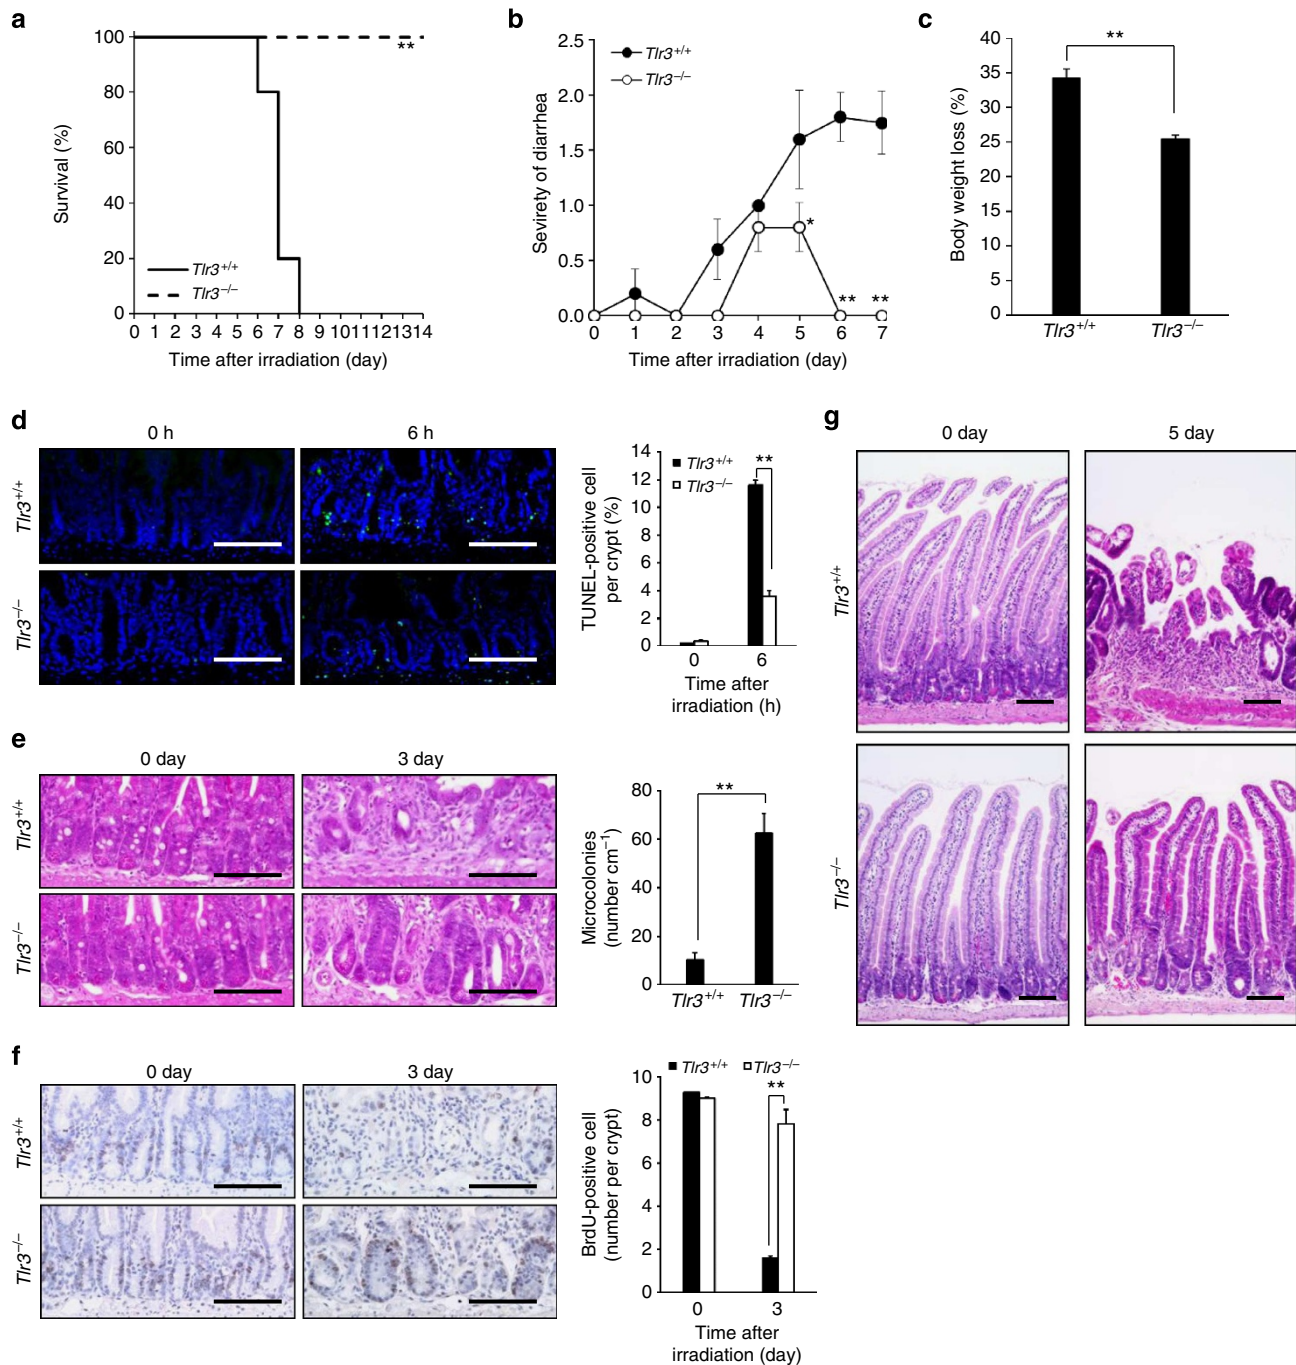 a
100
80
60
40
20
0
Survival (%)
**
Tlr3+/+
Tlr3−/−
0 1 2 3 4 5 6 7 8 9 1011121314
Time after irradiation (day)
b
2.5
2.0
1.5
1.0
0.5
0.0
Sevirety of diarrhea
Tlr3+/+
Tlr3−/−
*
** **
0 1 2 3 4 5 6 7
Time after irradiation (day)
c
40
35
30
25
20
15
10
5
0
Body weight loss (%)
**
Tlr3+/+ Tlr3−/−
d
0 h 6 h
Tlr3+/+
Tlr3−/−
14
12
10
8
6
4
2
0
TUNEL-positive cell
per crypt (%)
Tlr3+/+
Tlr3−/−
**
0 6
Time after
irradiation (h)
e
0 day 3 day
Tlr3+/+
Tlr3−/−
80
60
40
20
0
Microcolonies
(number cm−1)
**
Tlr3+/+ Tlr3−/−
f
0 day 3 day
Tlr3+/+
Tlr3−/−
Tlr3+/+ Tlr3−/−
10
8
6
4
2
0
BrdU-positive cell
(number per crypt)
**
0 3
Time after
irradiation (day)
g
0 day 5 day
Tlr3+/+
Tlr3−/−